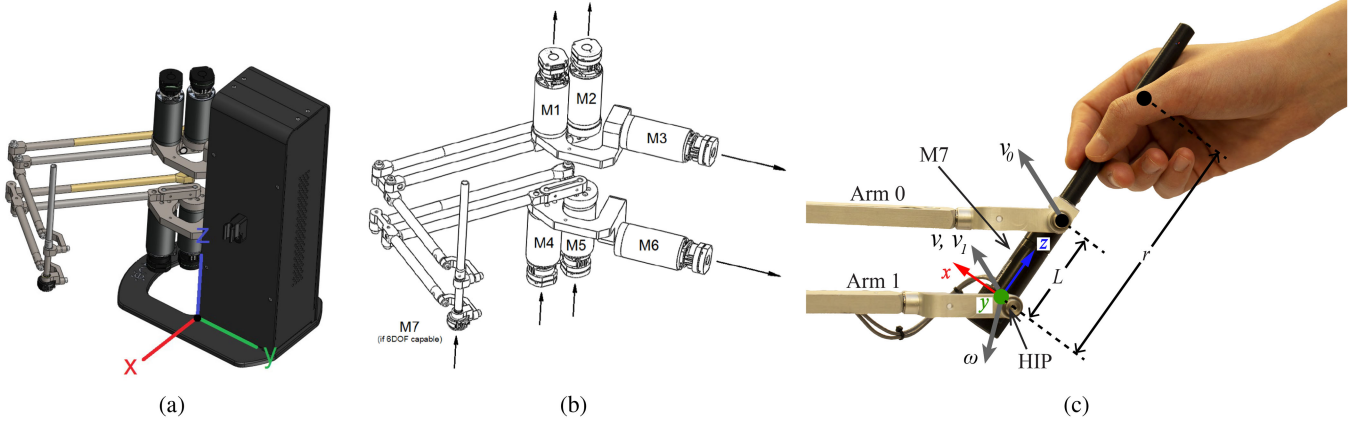 z
x
y
(a)
M1
M2
M3
M4
M5
M6
M7
(if 6DOF capable)
(b)
v0
M7
Arm 0
v, v1
z
x
L
r
Arm 1
y
ω
HIP
(c)